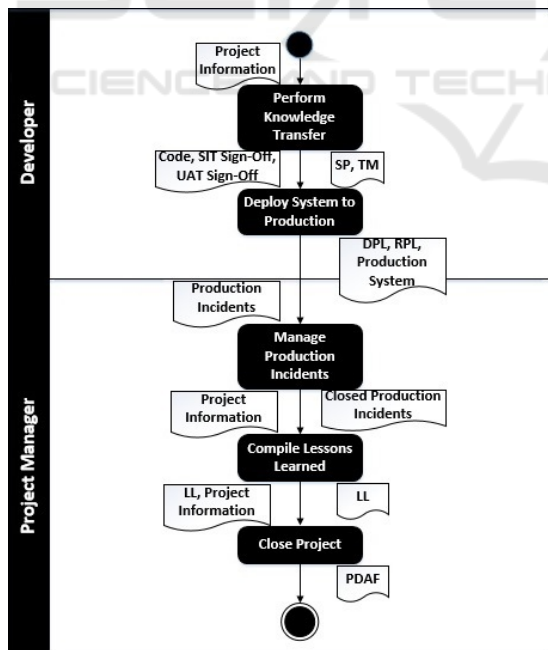 Developer
Project
Information
Perform
Knowledge
Transfer
Code, SIT Sign-Off,
UAT Sign-Off
SP, TM
Deploy System to
Production
DPL, RPL,
Production
System
Project Manager
Production
Incidents
Manage
Production
Incidents
Project
Information
Closed Production
Incidents
Compile Lessons
Learned
LL, Project
Information
LL
Close Project
PDAF